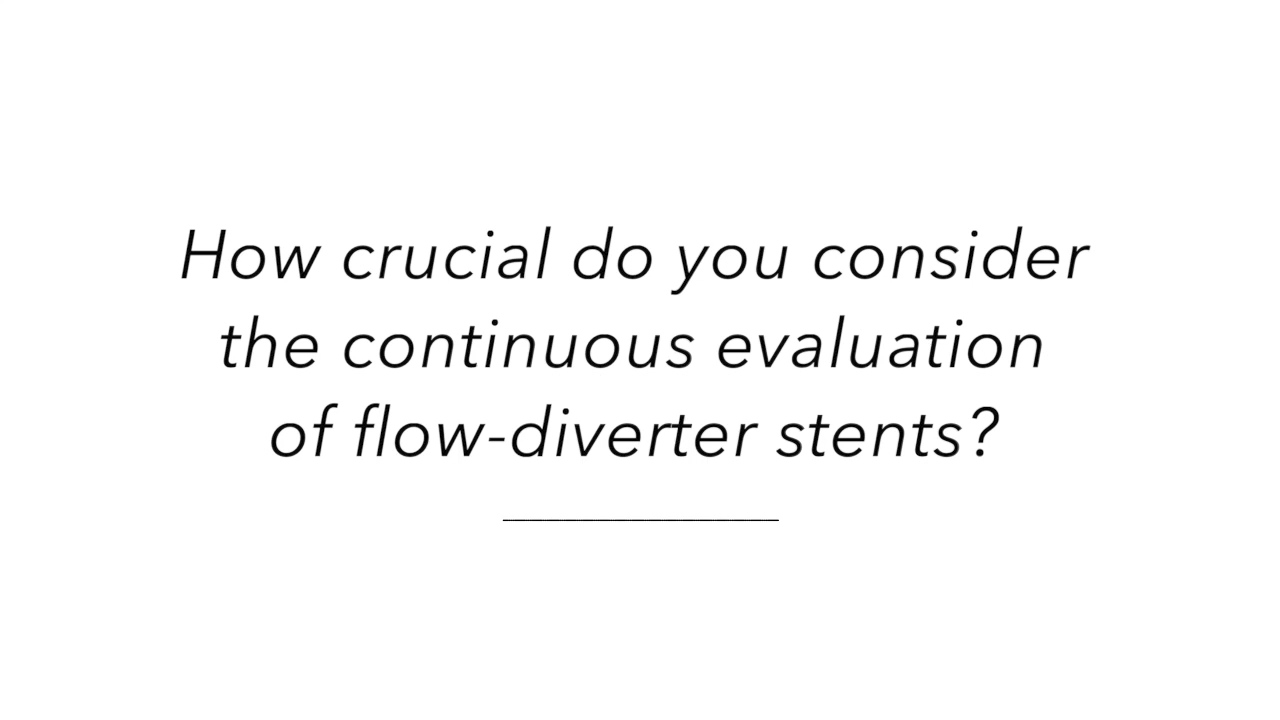 How crucial do you consider
the continuous evaluation
of flow-diverter stents?